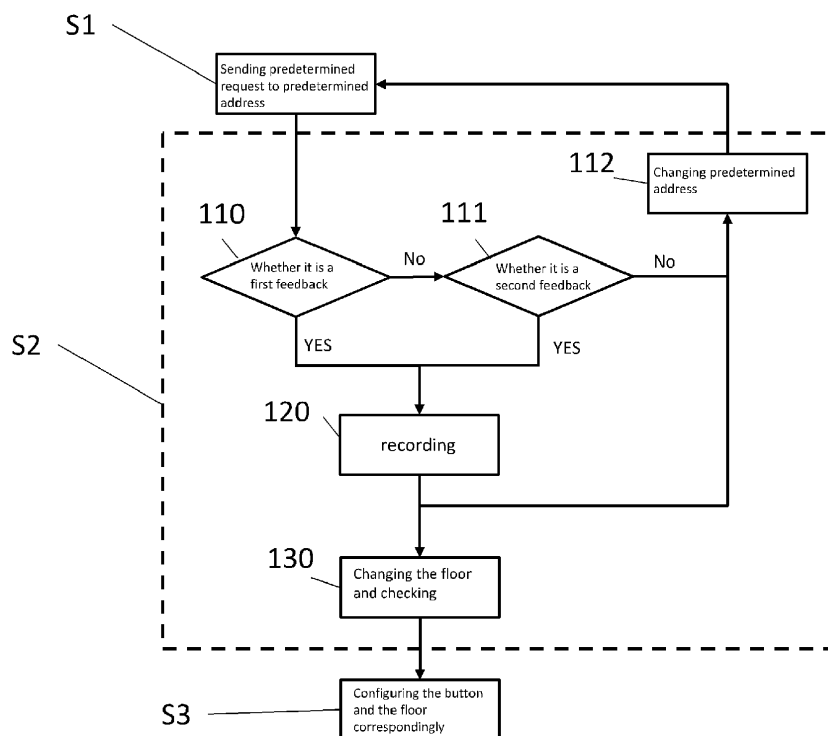 S1
Sending predetermined
request to predetermined
address
112
Changing predetermined
address
110
111
Whether it is a
first feedback
No
Whether it is a
second feedback
No
YES
YES
S2
120
recording
130
Changing the floor
and checking
S3
Configuring the button
and the floor
correspondingly